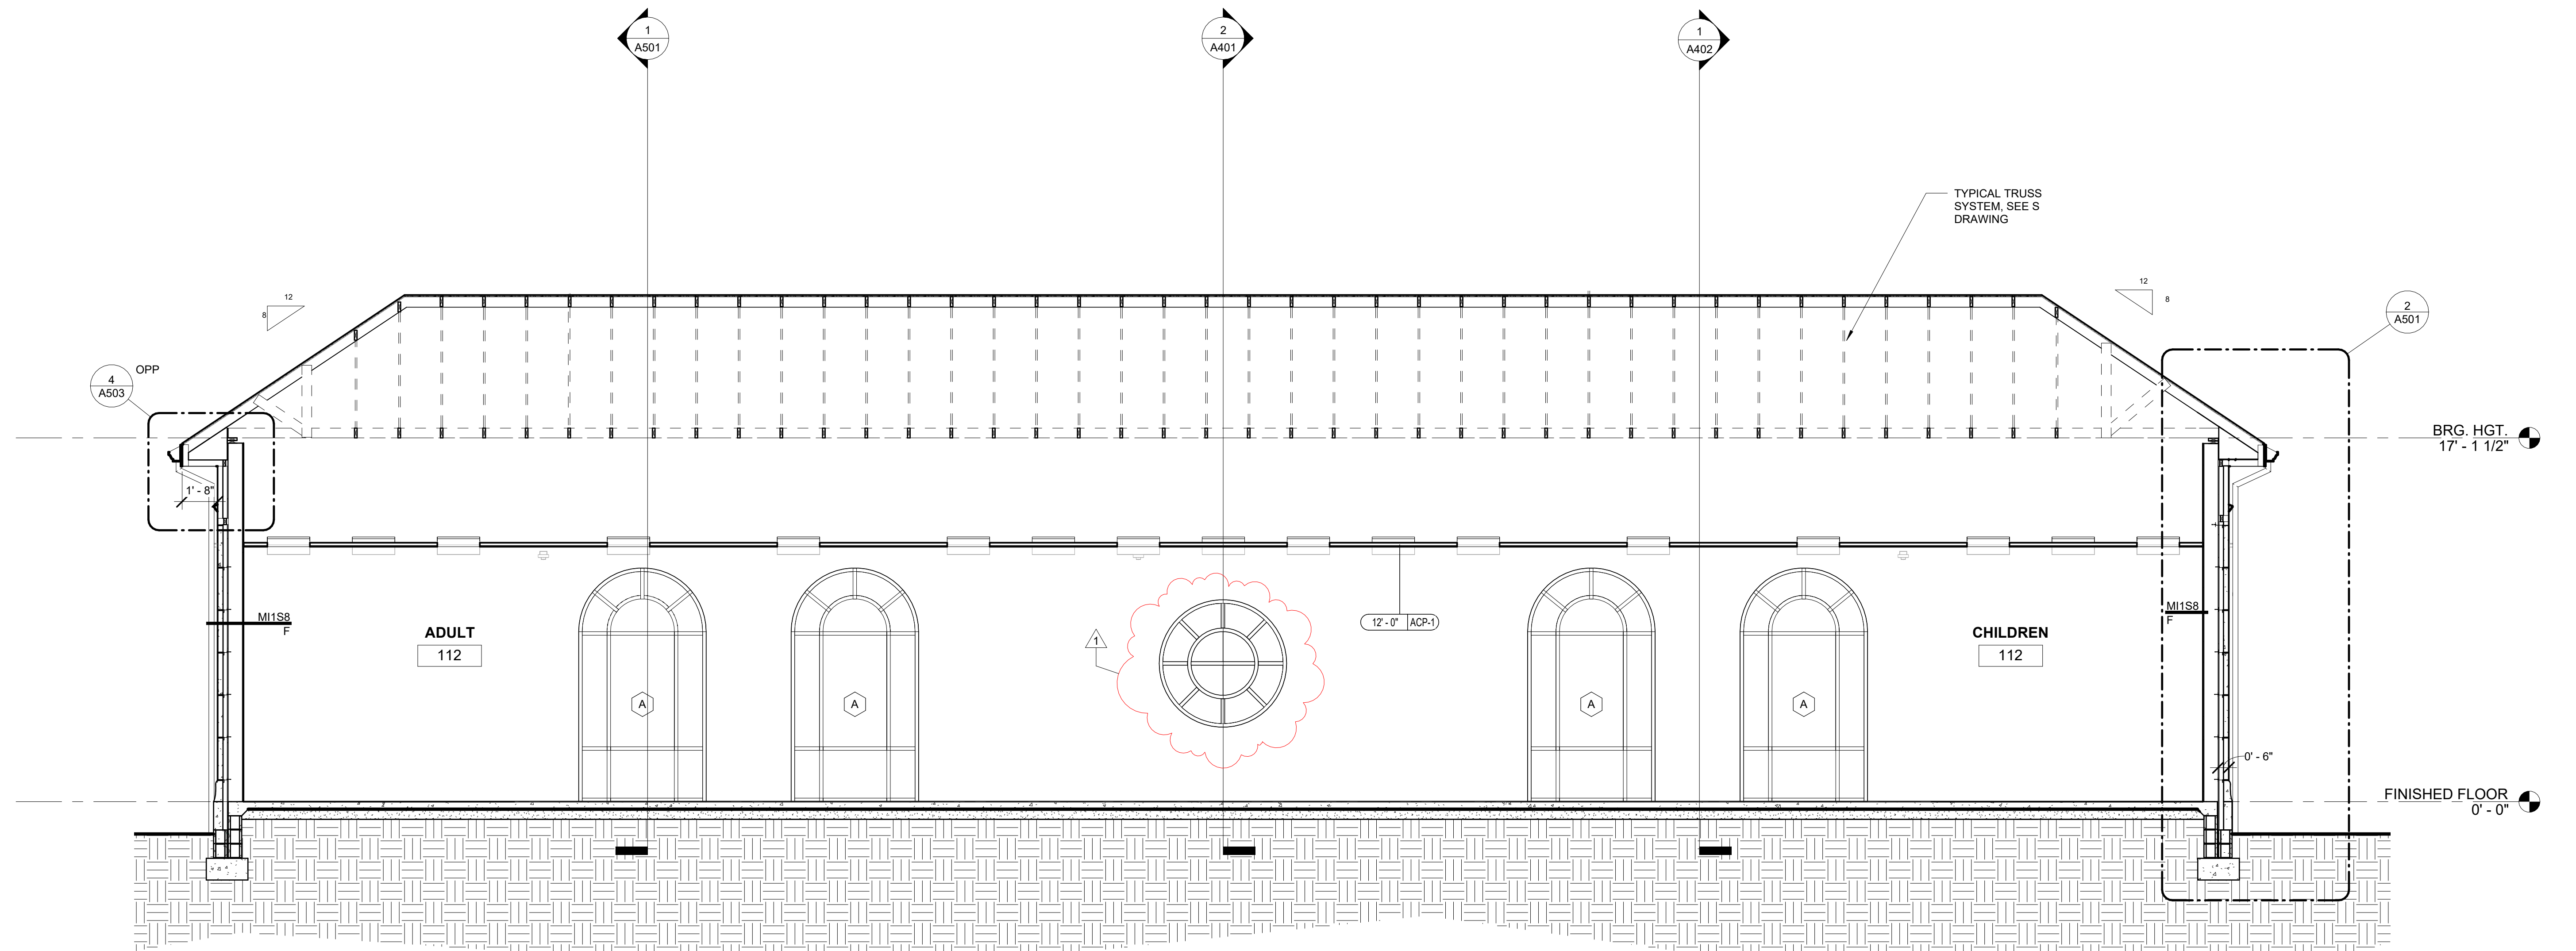 1
A501
2
A401
1
A402
TYPICAL TRUSS
SYSTEM, SEE S
DRAWING
12
8
12
8
2
A501
4
A503
OPP
BRG. HGT.
17' - 1 1/2"
1' - 8"
MI1S8
F
ADULT
112
1
12' - 0" ACP-1
MI1S8
F
CHILDREN
112
A
A
A
A
0' - 6"
FINISHED FLOOR
0' - 0"